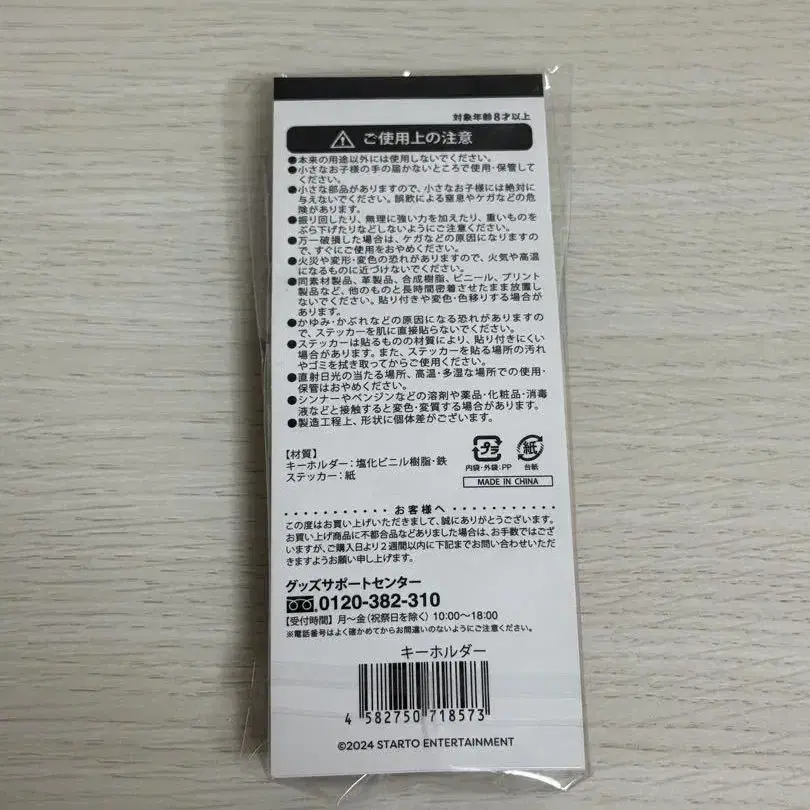 対象年齢8才以上
ご使用上の注意
●本来の用途以外には使用しないでください。
●小さなお子様の手の届かないところで使用・保管して
ください。
●小さな部品がありますので、小さなお子様には絶対に
与えないでください。誤飲による窒息やケガなどの危
険があります。
●振り回したり、無理に強い力を加えたり、重いものを
ぶら下げたりなどしないようにご注意ください。
●万一破損した場合は、ケガなどの原因になりますの
で、すぐにご使用をおやめください。
●火災や変形・変色の恐れがありますので、火気や高温
になるものに近づけないでください。
●同素材製品、革製品、合成樹脂、ビニール、プリント
製品など、他のものと長時間密着させたまま放置し
ないでください。貼り付きや変色・色移りする場合が
あります。
●かゆみ・かぶれなどの原因になる恐れがありますの
で、ステッカーを肌に直接貼らないでください。
●ステッカーは貼るものの材質により、貼り付きにくい
場合があります。また、ステッカーを貼る場所の汚れ
やゴミを拭き取ってからご使用ください。
●直射日光の当たる場所、高温・多湿な場所での使用・
保管はおやめください。
●シンナーやベンジンなどの溶剤や薬品・化粧品・消毒
液などと接触すると変色・変質する場合があります。
●製造工程上、形状に個体差がございます。
【材質】
キーホルダー：塩化ビニル樹脂・鉄
ステッカー：紙
プラ 紙
内袋・外袋：PP 台紙
MADE IN CHINA
お客様へ
この度はお買い上げいただきまして、誠にありがとうございます。
お買い上げ商品に不都合品などありました場合は、お手数ではござ
いますが、ご購入日より2週間以内に下記までお問い合わせいただ
きますようお願い申し上げます。
グッズサポートセンター
0120-382-310
【受付時間】月～金（祝祭日を除く）10:00～18:00
※電話番号はよく確かめてからお間違いのないようにご注意ください。
キーホルダー
4 582750 718573
©2024 STARTO ENTERTAINMENT